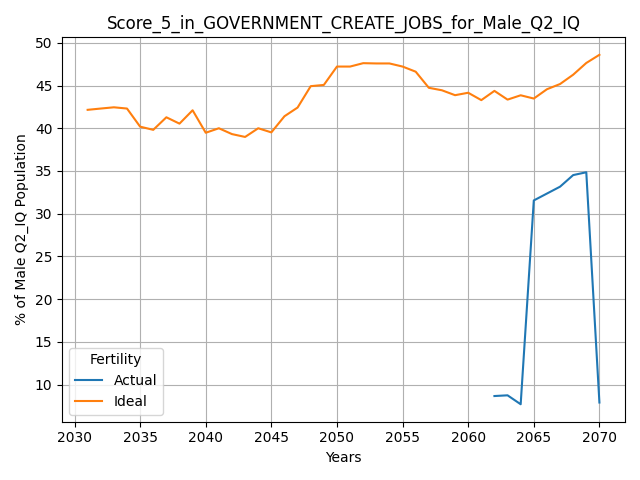 Score_5_in_GOVERNMENT_CREATE_JOBS_for_Male_Q2_IQ
50
45
40
35
30
25
20
15
10
% of Male Q2_IQ Population
Fertility
Actual
Ideal
2030 2035 2040 2045 2050 2055 2060 2065 2070
Years